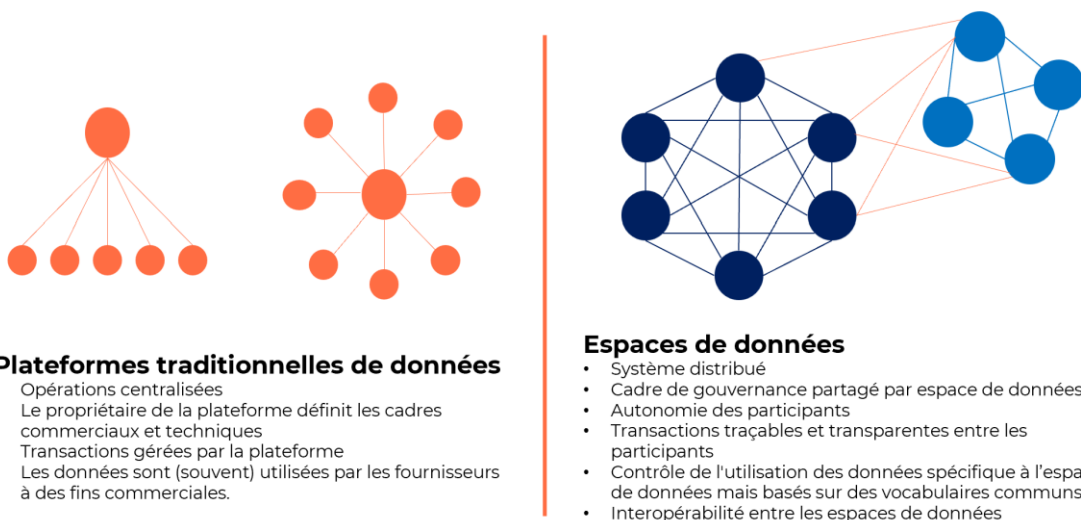 Plateformes traditionnelles de données
Opérations centralisées
Le propriétaire de la plateforme définit les cadres
commerciaux et techniques
Transactions gérées par la plateforme
Les données sont (souvent) utilisées par les fournisseurs
à des fins commerciales.
Espaces de données
• Système distribué
• Cadre de gouvernance partagé par espace de données
• Autonomie des participants
• Transactions traçables et transparentes entre les
participants
• Contrôle de l'utilisation des données spécifique à l’espa
de données mais basés sur des vocabulaires communs
• Interopérabilité entre les espaces de données